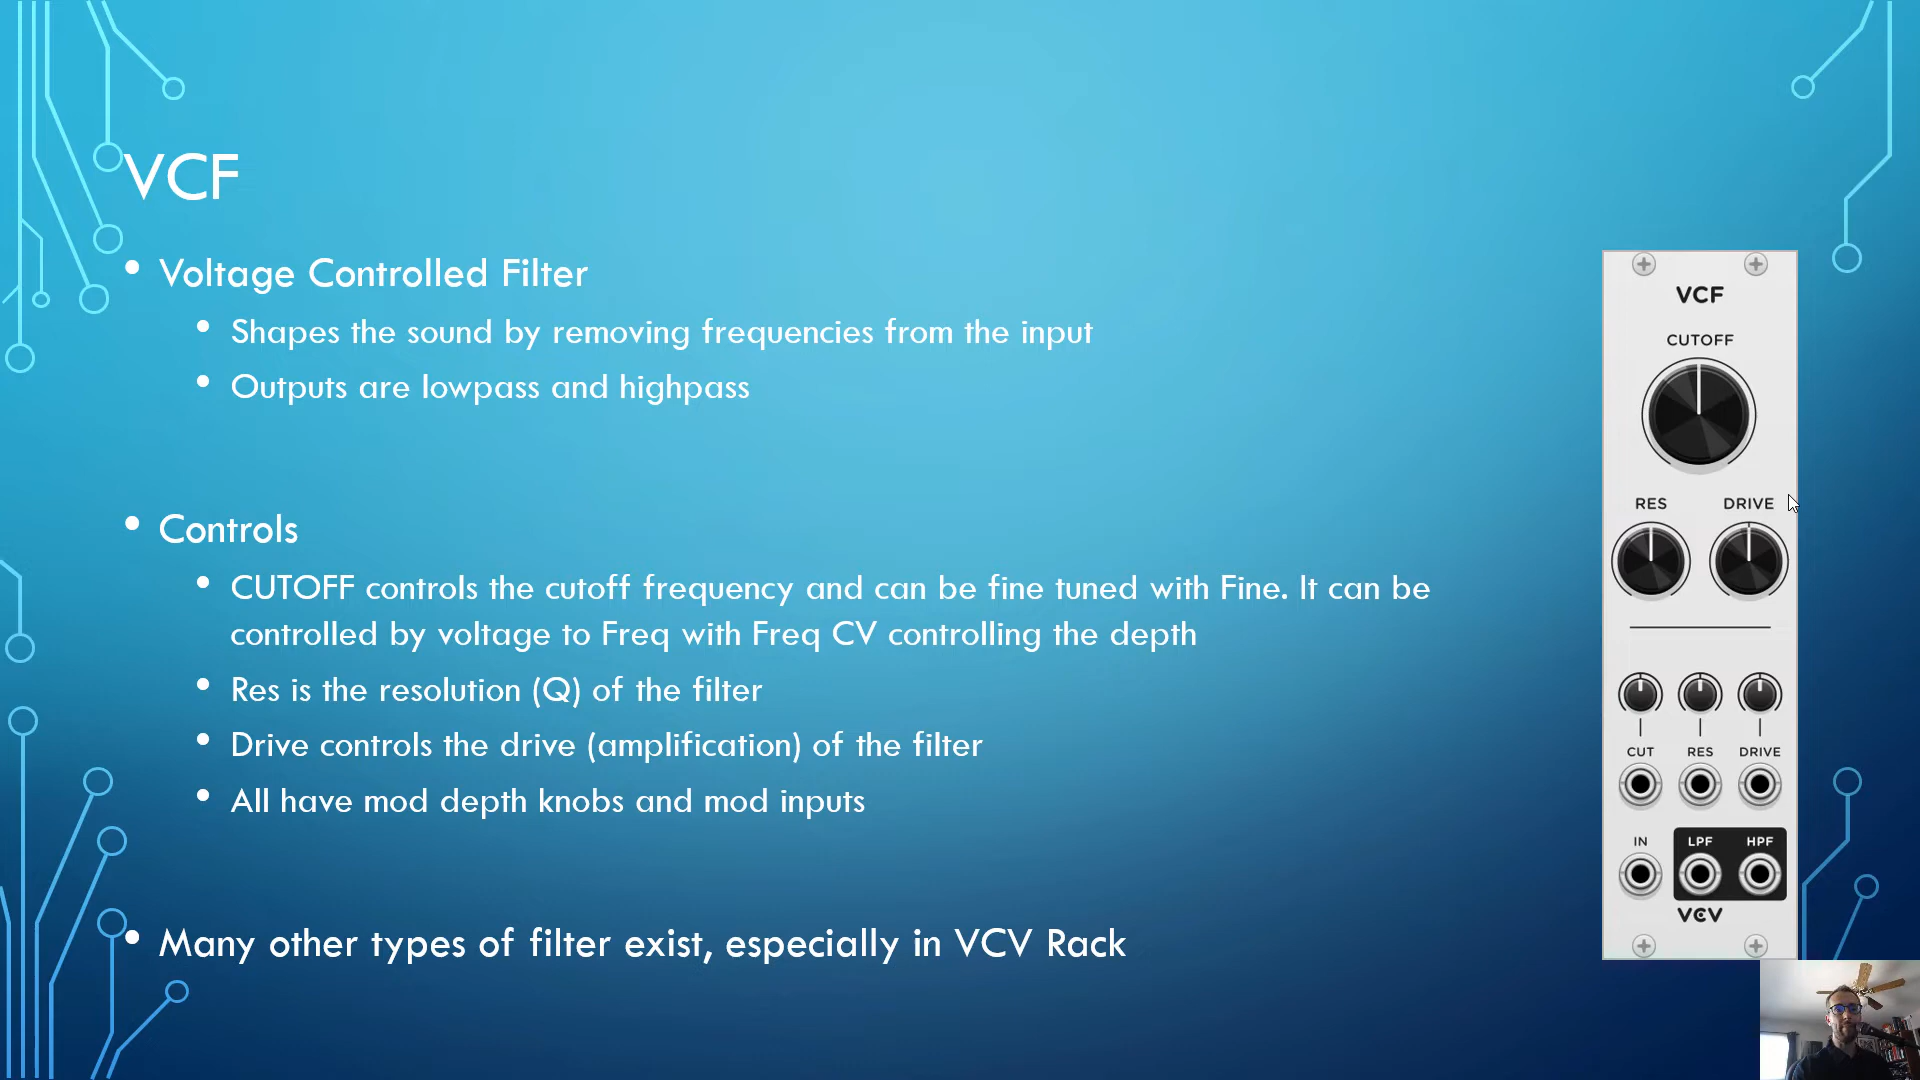 VCF
• Voltage Controlled Filter
• Shapes the sound by removing frequencies from the input
• Outputs are lowpass and highpass
• Controls
• CUTOFF controls the cutoff frequency and can be fine tuned with Fine. It can be
controlled by voltage to Freq with Freq CV controlling the depth
• Res is the resolution (Q) of the filter
• Drive controls the drive (amplification) of the filter
• All have mod depth knobs and mod inputs
• Many other types of filter exist, especially in VCV Rack
VCF
CUTOFF
RES DRIVE
CUT RES DRIVE
IN LPF HPF
VCV